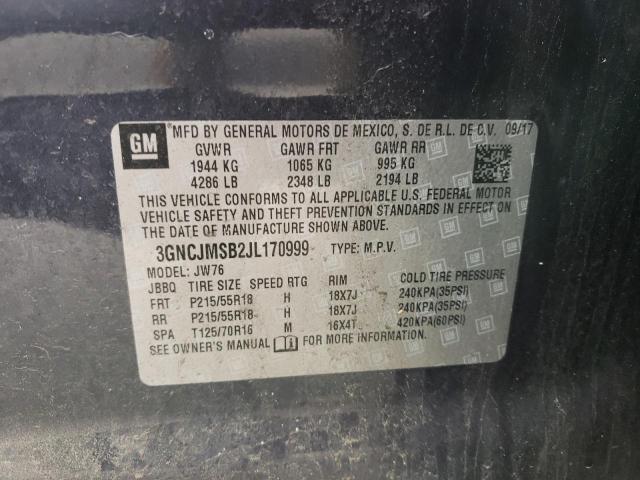 GM MFD BY GENERAL MOTORS DE MEXICO, S. DE R.L. DE C.V. 09/17
GVWR GAWR FRT GAWR RR
1944 KG 1065 KG 995 KG
4286 LB 2348 LB 2194 LB
THIS VEHICLE CONFORMS TO ALL APPLICABLE U.S. FEDERAL MOTOR
VEHICLE SAFETY AND THEFT PREVENTION STANDARDS IN EFFECT ON
THE DATE OF MANUFACTURE SHOWN ABOVE.
3GNCJMSB2JL170999 TYPE: M.P.V.
MODEL: JW76
JBBQ TIRE SIZE SPEED RTG RIM COLD TIRE PRESSURE
FRT P215/55R18 H 18X7J 240KPA(35PSI)
RR P215/55R18 H 18X7J 240KPA(35PSI)
SPA T125/70R16 M 16X4T 420KPA(60PSI)
SEE OWNER'S MANUAL FOR MORE INFORMATION.